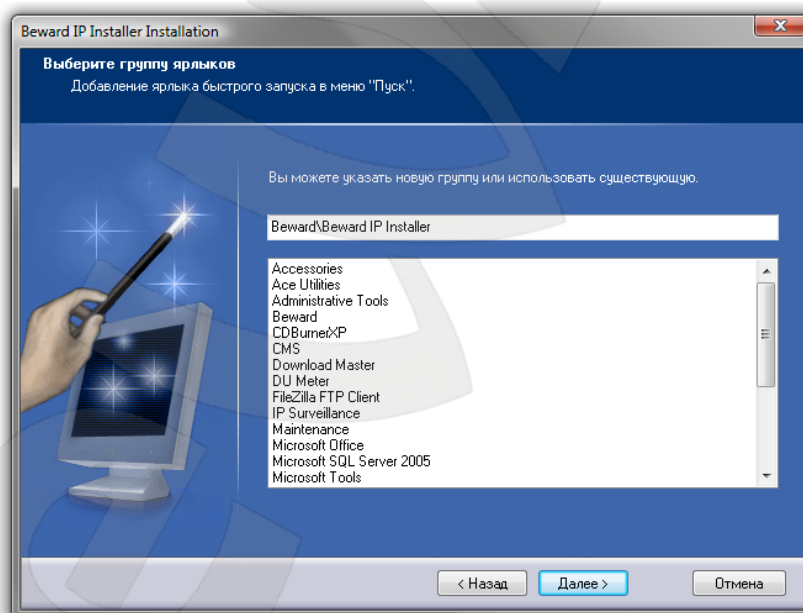 Beward IP Installer Installation
Выберите группу ярлыков
Добавление ярлыка быстрого запуска в меню "Пуск".
Вы можете указать новую группу или использовать существующую.
Beward\Beward IP Installer
Accessories
Ace Utilities
Administrative Tools
Beward
CDBurnerXP
CMS
Download Master
DU Meter
FileZilla FTP Client
IP Surveillance
Maintenance
Microsoft Office
Microsoft SQL Server 2005
Microsoft Tools
< Назад Далее > Отмена